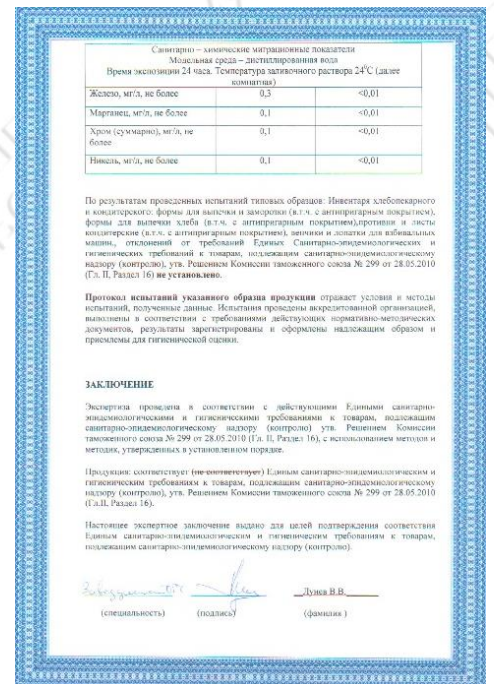 Санитарно – химические миграционные показатели
Модельная среда – дистиллированная вода
Время экспозиции 24 часа. Температура заливочного раствора 24⁰С (далее
комнатная)
Железо, мг/л, не более 0,3 <0,01
Марганец, мг/л, не более 0,1 <0,01
Хром (суммарно), мг/л, не 0,1 <0,01
более
Никель, мг/л, не более 0,1 <0,01
По результатам проведенных испытаний типовых образцов: Инвентаря хлебопекарного
и кондитерского: формы для выпечки и заморозки (в.т.ч. с антипригарным покрытием),
формы для выпечки хлеба (в.т.ч. с антипригарным покрытием),противни и листы
кондитерские (в.т.ч. с антипригарным покрытием), венчики и лопатки для взбивальных
машин., отклонений от требований Единых Санитарно-эпидемиологических и
гигиенических требований к товарам, подлежащим санитарно-эпидемиологическому
надзору (контролю), утв. Решением Комиссии таможенного союза № 299 от 28.05.2010
(Гл. II, Раздел 16) не установлено.
Протокол испытаний указанного образца продукции отражает условия и методы
испытаний, полученные данные. Испытания проведены аккредитованной организацией,
выполнены в соответствии с требованиями действующих нормативно-методических
документов, результаты зарегистрированы и оформлены надлежащим образом и
приемлемы для гигиенической оценки.
ЗАКЛЮЧЕНИЕ
Экспертиза проведена в соответствии с действующими Едиными санитарно-
эпидемиологическими и гигиеническими требованиями к товарам, подлежащим
санитарно-эпидемиологическому надзору (контролю) утв. Решением Комиссии
таможенного союза № 299 от 28.05.2010 (Гл. II, Раздел 16), с использованием методов и
методик, утвержденных в установленном порядке.
Продукция: соответствует (не соответствует) Единым санитарно-эпидемиологическим и
гигиеническим требованиям к товарам, подлежащим санитарно-эпидемиологическому
надзору (контролю), утв. Решением Комиссии таможенного союза № 299 от 28.05.2010
(Гл.II, Раздел 16).
Настоящее экспертное заключение выдано для целей подтверждения соответствия
Единым санитарно-эпидемиологическим и гигиеническим требованиям к товарам,
подлежащим санитарно-эпидемиологическому надзору (контролю).
Лунев В.В.
(специальность) (подпись) (фамилия )